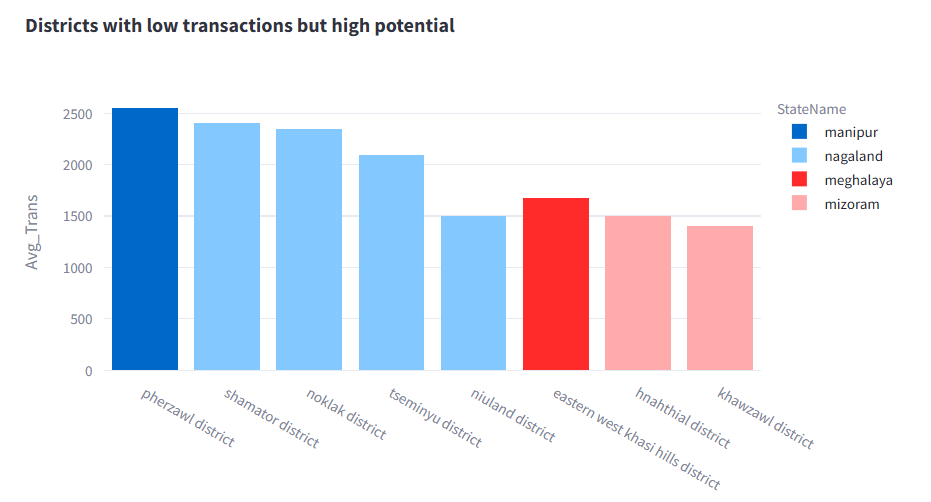 Districts with low transactions but high potential
StateName
manipur
nagaland
meghalaya
mizoram
Avg_Trans
2500
2000
1500
1000
500
0
pherzawl district
shamator district
noklak district
tseminyu district
niuland district
eastern west khasi hills district
hnahthial district
khawzawl district